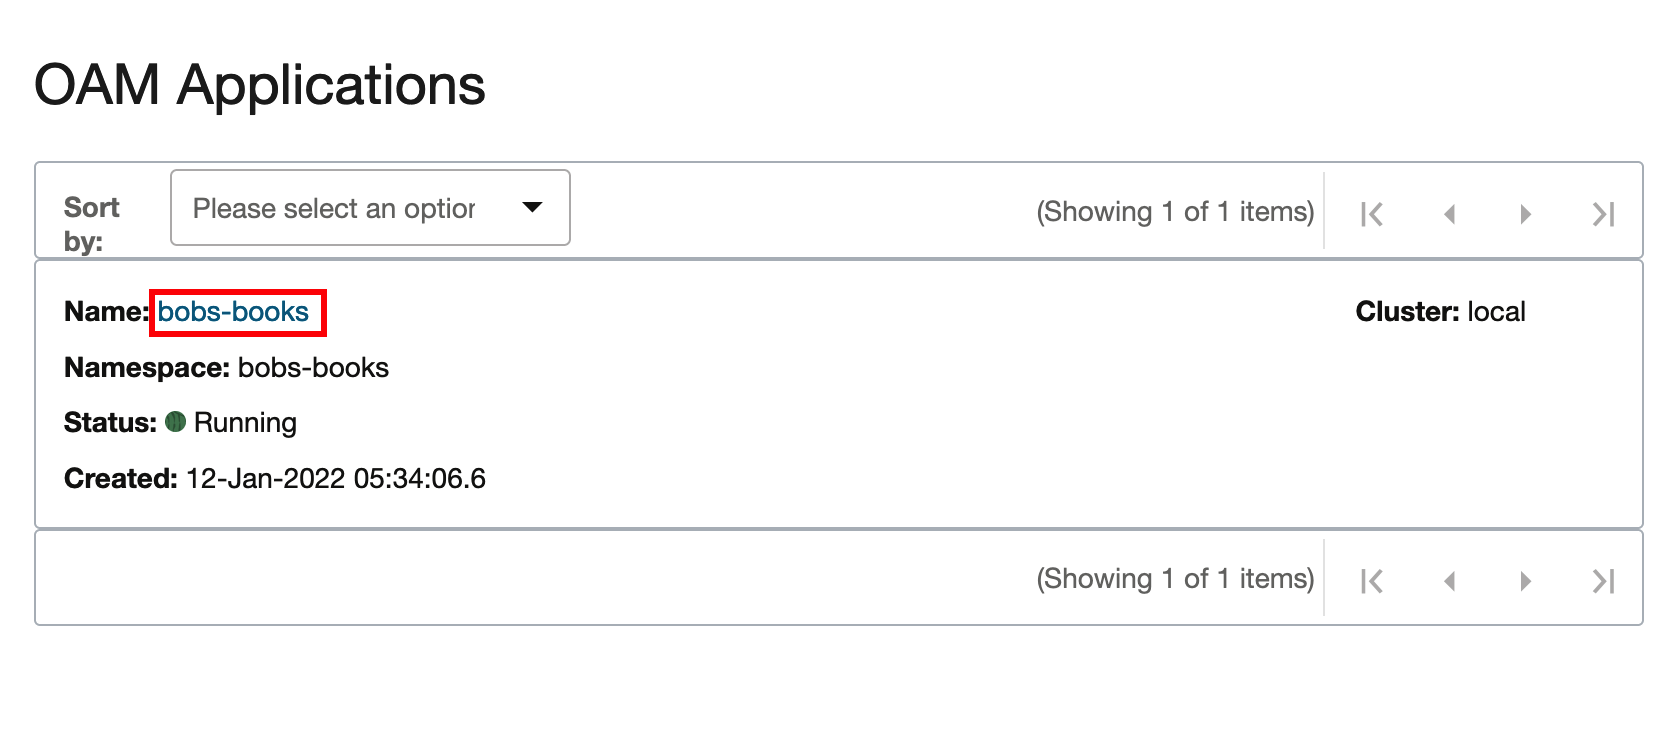 OAM Applications
Sort by:
Please select an option
(Showing 1 of 1 items)
Name: bobs-books
Cluster: local
Namespace: bobs-books
Status: Running
Created: 12-Jan-2022 05:34:06.6
(Showing 1 of 1 items)